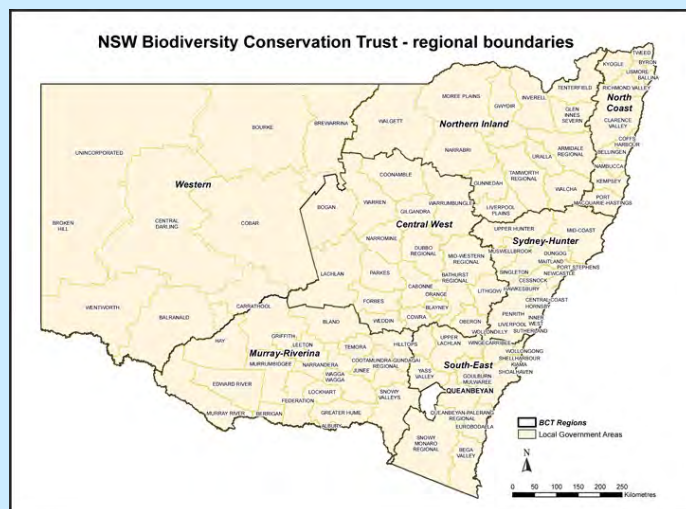 NSW Biodiversity Conservation Trust - regional boundaries
TWEED
KYOGLE
BYRON
LISMORE
BALLINA
TENTERFIELD
RICHMOND VALLEY
MOREE PLAINS
INVERELL
North
Coast
GWYDIR
GLEN
INNES
SEVERN
CLARENCE
VALLEY
WALGETT
BREWARRINA
BOURKE
Northern Inland
COFFS
HARBOUR
ARMIDALE
REGIONAL
BELLINGEN
UNINCORPORATED
NARRABRI
URALLA
NAMBUCCA
TAMWORTH
REGIONAL
KEMPSEY
COONAMBLE
GUNNEDAH
WALCHA
PORT
MACQUARIE-HASTINGS
Western
WARREN
WARRUMBUNGLE
LIVERPOOL
PLAINS
BOGAN
GILGANDRA
BROKEN
HILL
CENTRAL
DARLING
COBAR
Central West
UPPER HUNTER
MID-COAST
NARROMINE
Sydney-Hunter
DUBBO
REGIONAL
MID-WESTERN
REGIONAL
MUSWELLBROOK
DUNGOG
MAITLAND
PORT STEPHENS
LACHLAN
PARKES
SINGLETON
NEWCASTLE
CESSNOCK
BATHURST
REGIONAL
CABONNE
LITHGOW
HAWKESBURY
ORANGE
CENTRAL COAST
HORNSBY
FORBES
BLAYNEY
WENTWORTH
BALRANALD
CARRATHOOL
PENRITH
INNER
WEST
LIVERPOOL
SUTHERLAND
WEDDIN
COWRA
OBERON
WOLLONDILLY
BLAND
HAY
GRIFFITH
LEETON
TEMORA
HILLTOPS
UPPER
LACHLAN
WINGECARRIBEE
WOLLONGONG
SHELLHARBOUR
KIAMA
SHOALHAVEN
Murray-Riverina
MURRUMBIDGEE
NARRANDERA
COOTAMUNDRA-GUNDAGAI
REGIONAL
JUNEE
YASS
VALLEY
South-East
GOULBURN
MULWAREE
WAGGA
WAGGA
EDWARD RIVER
LOCKHART
SNOWY
VALLEYS
QUEANBEYAN
FEDERATION
QUEANBEYAN-PALERANG
REGIONAL
MURRAY RIVER
BERRIGAN
GREATER HUME
ALBURY
EUROBODALLA
SNOWY
MONARO
REGIONAL
BEGA
VALLEY
BCT Regions
Local Government Areas
N
0 50 100 150 200 250
Kilometres